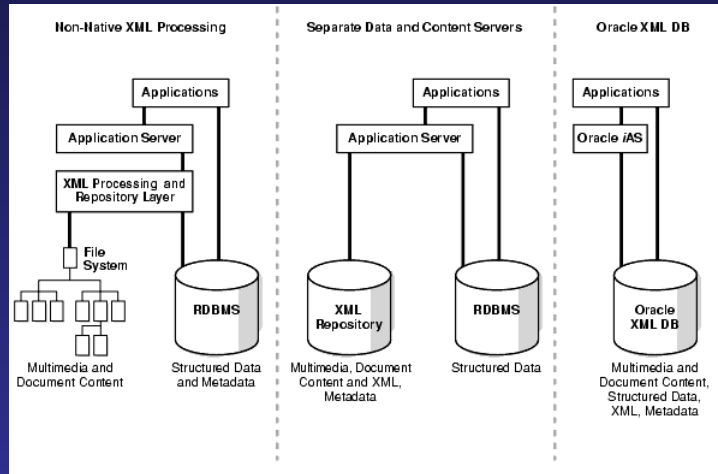 Non-Native XML Processing
Applications
Application Server
XML Processing and
Repository Layer
File
System
RDBMS
Multimedia and
Document Content
Structured Data
and Metadata
Separate Data and Content Servers
Applications
Application Server
XML
Repository
RDBMS
Multimedia, Document
Content and XML,
Metadata
Structured Data
Oracle XML DB
Applications
Oracle iAS
Oracle
XML DB
Multimedia and
Document Content,
Structured Data,
XML, Metadata